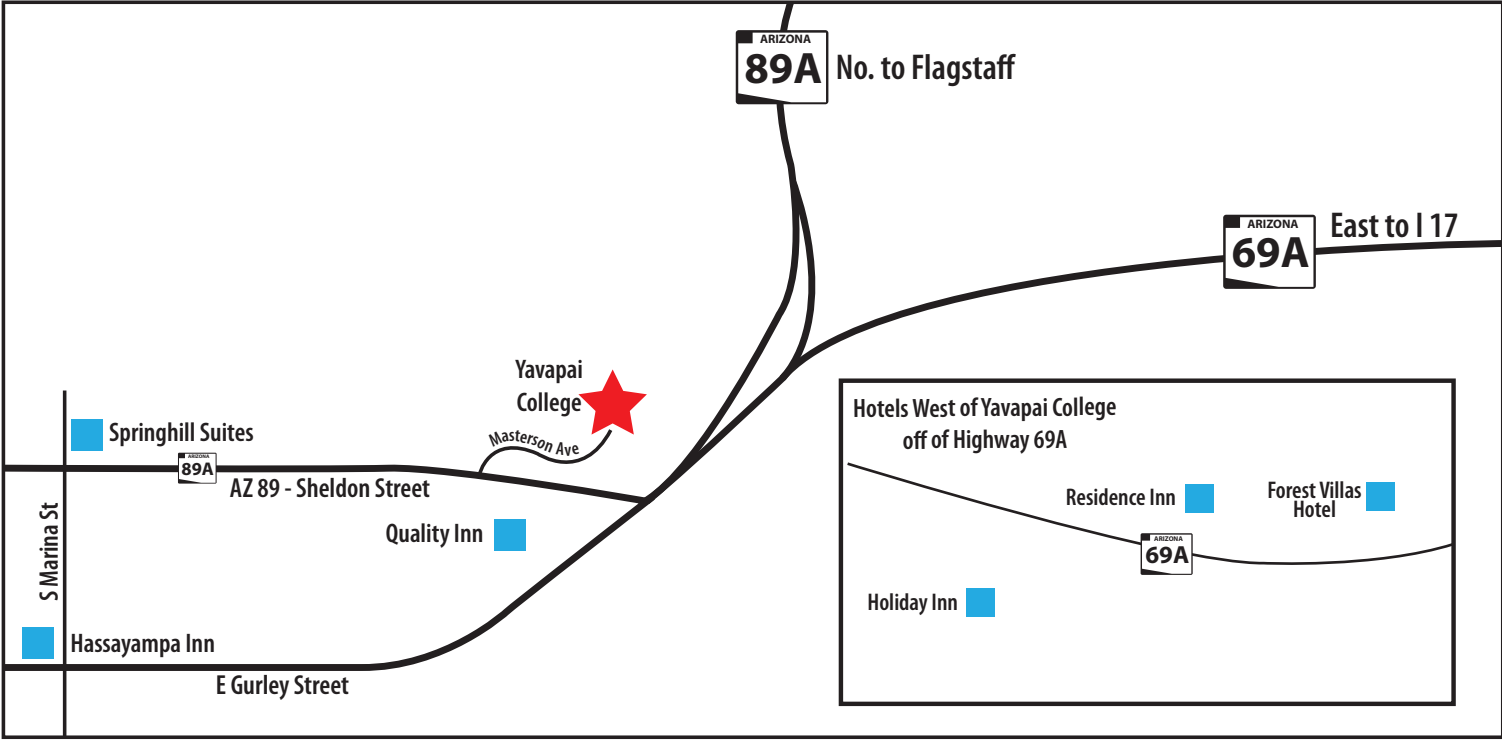 ARIZONA
89A
No. to Flagstaff
ARIZONA
69A
East to I 17
Yavapai
College
Masterson Ave
Springhill Suites
ARIZONA
89A
AZ 89 - Sheldon Street
Quality Inn
S Marina St
Hassayampa Inn
E Gurley Street
Hotels West of Yavapai College
off of Highway 69A
Residence Inn
Forest Villas
Hotel
ARIZONA
69A
Holiday Inn